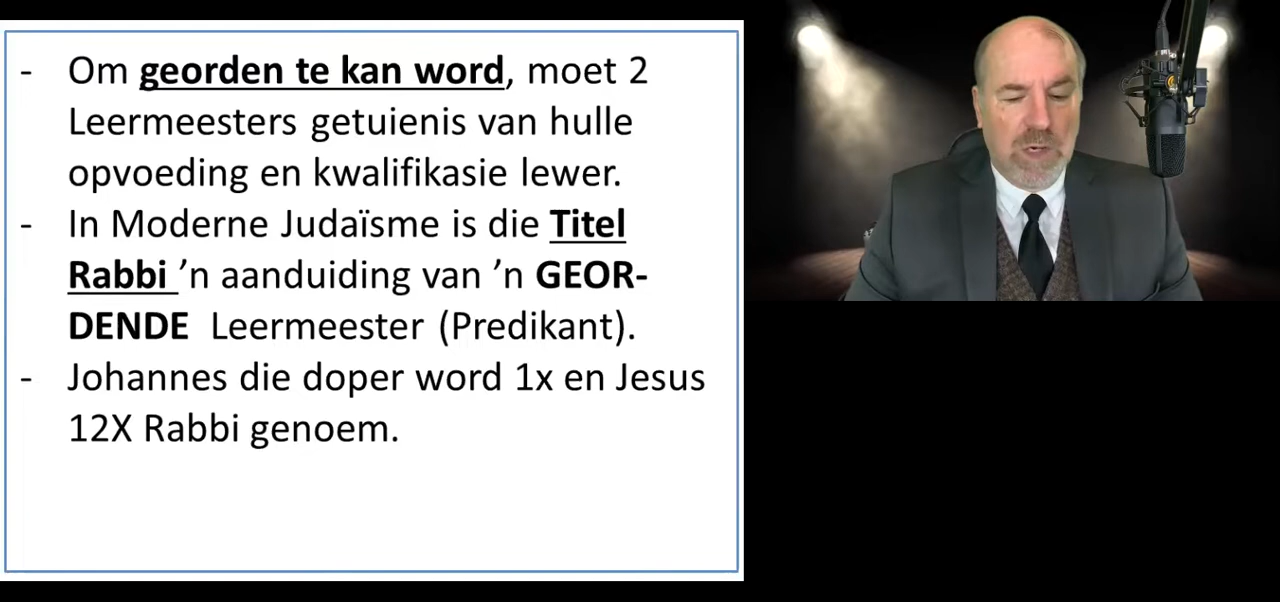 - Om georden te kan word, moet 2
Leermeesters getuienis van hulle
opvoeding en kwalifikasie lewer.
- In Moderne Judaïsme is die Titel
Rabbi ’n aanduiding van ’n GEOR-
DENDE Leermeester (Predikant).
- Johannes die doper word 1x en Jesus
12X Rabbi genoem.